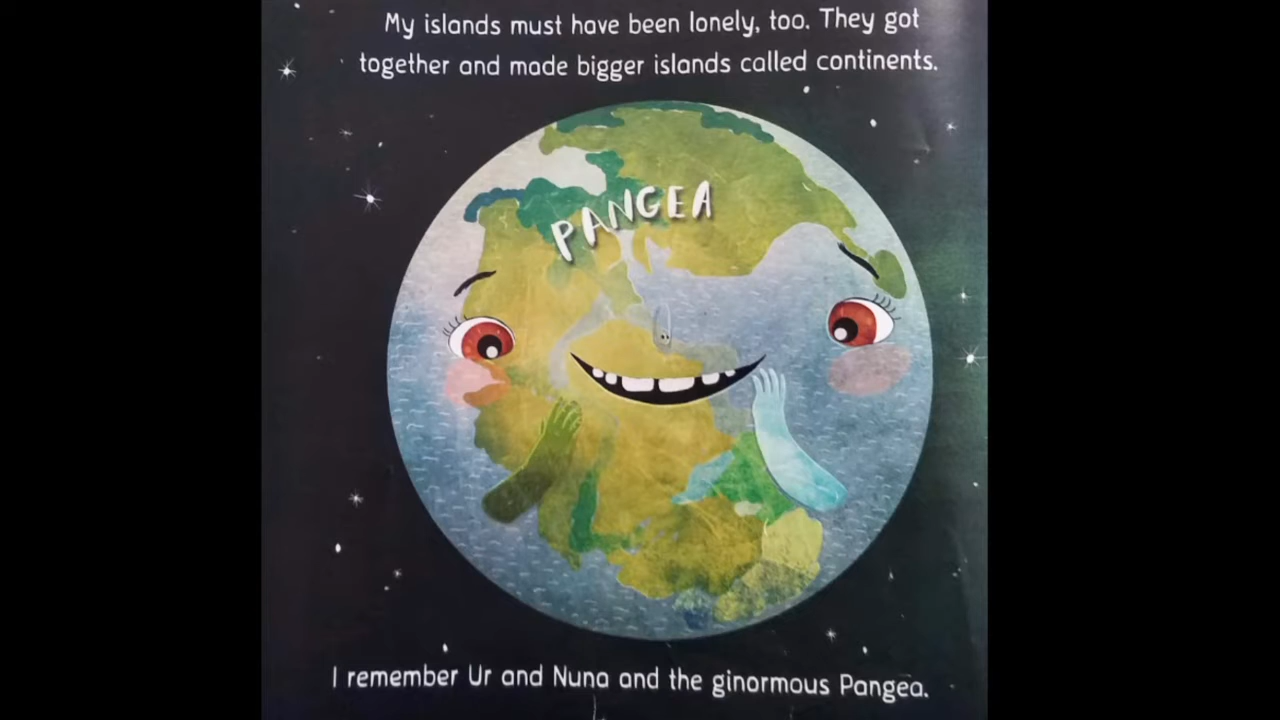 My islands must have been lonely, too. They got
together and made bigger islands called continents.
PANGEA
I remember Ur and Nuna and the ginormous Pangea.